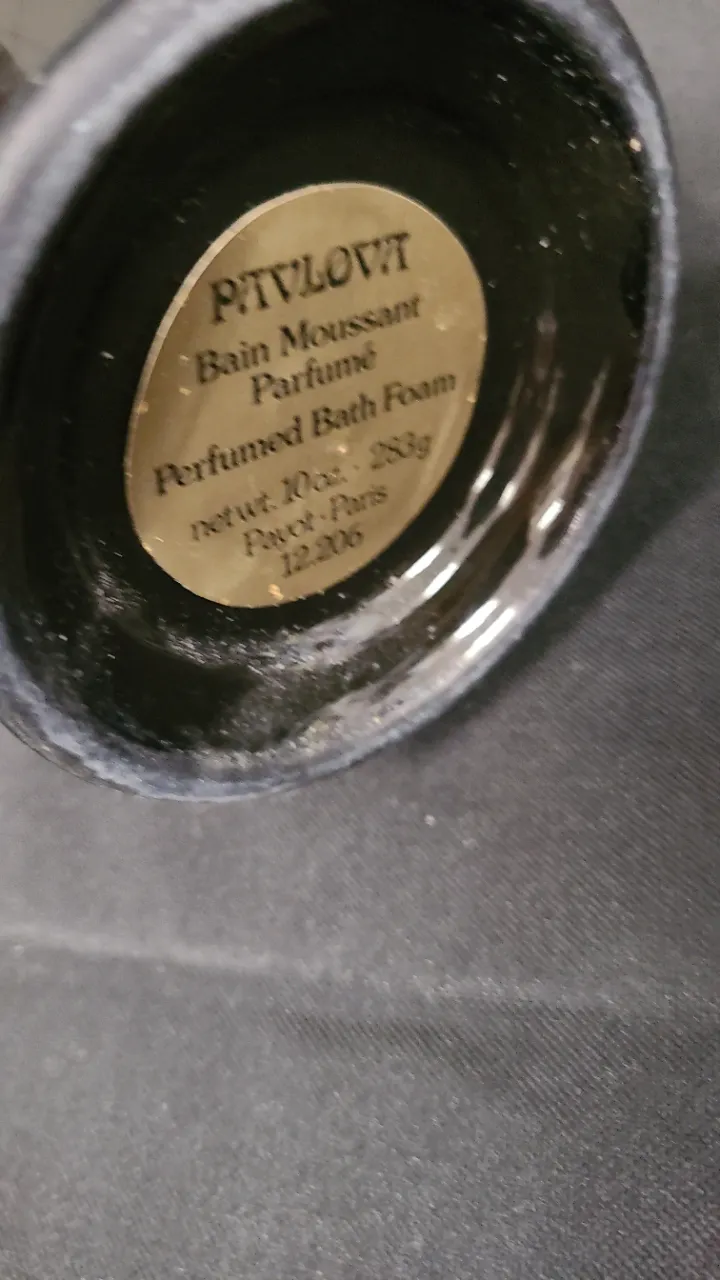 PAVLOVA
Bain Moussant
Parfumé
Perfumed Bath Foam
net wt. 10 oz. · 283g
Payot · Paris
12.206